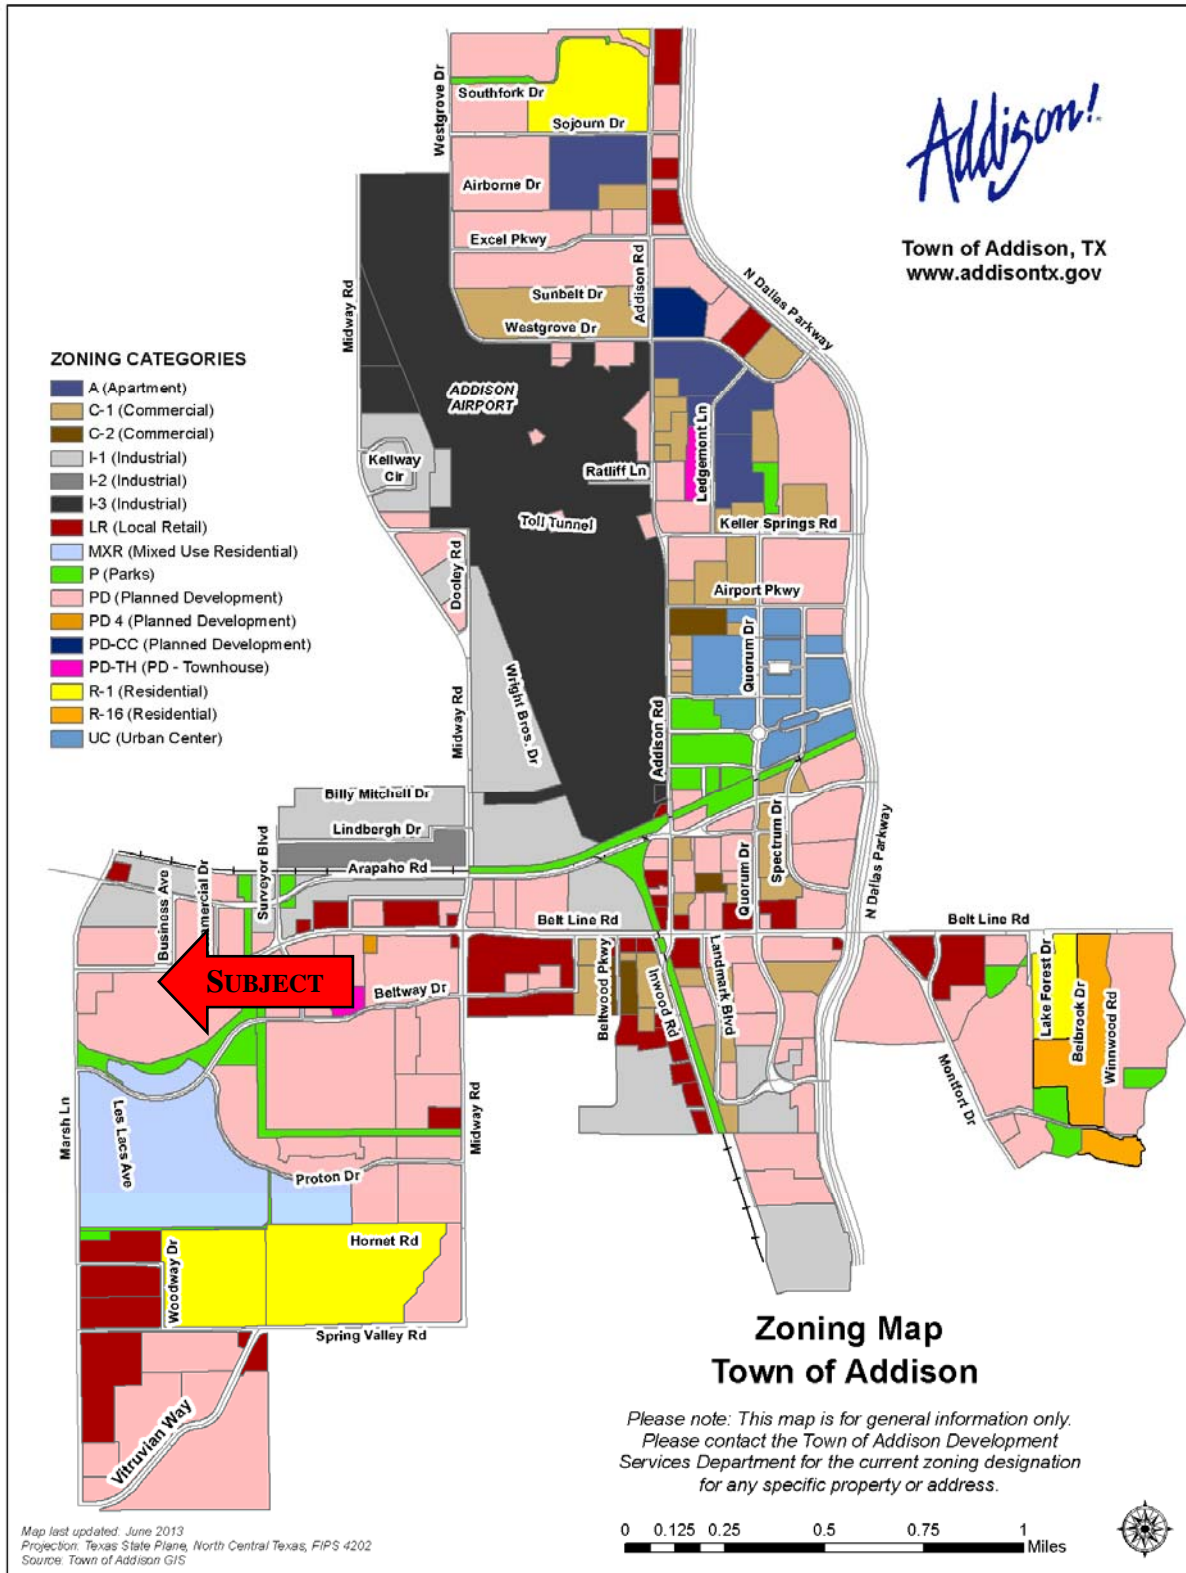 Addison!
Town of Addison, TX
www.addisontx.gov
Westgrove Dr
Southfork Dr
Sojourn Dr
Airborne Dr
Excel Pkwy
Addison Rd
Sunbelt Dr
Westgrove Dr
N Dallas Parkway
Midway Rd
ZONING CATEGORIES
A (Apartment)
C-1 (Commercial)
C-2 (Commercial)
I-1 (Industrial)
I-2 (Industrial)
I-3 (Industrial)
LR (Local Retail)
MXR (Mixed Use Residential)
P (Parks)
PD (Planned Development)
PD 4 (Planned Development)
PD-CC (Planned Development)
PD-TH (PD - Townhouse)
R-1 (Residential)
R-16 (Residential)
UC (Urban Center)
ADDISON
AIRPORT
Kellway
Cir
Ratliff Ln
Ledgemont Ln
Toll Tunnel
Keller Springs Rd
Dooley Rd
Airport Pkwy
Quorum Dr
Wright Bros. Dr
Midway Rd
Addison Rd
Billy Mitchell Dr
Lindbergh Dr
Surveyor Blvd
Arapaho Rd
Business Ave
mmercial Dr
Quorum Dr
Spectrum Dr
N Dallas Parkway
Belt Line Rd
Belt Line Rd
SUBJECT
Beltway Dr
Beltwood Pkwy
Inwood Rd
Landmark Blvd
Lake Forest Dr
Belbrook Dr
Winnwood Rd
Montfort Dr
Marsh Ln
Les Lacs Ave
Midway Rd
Proton Dr
Hornet Rd
Woodway Dr
Spring Valley Rd
Vitruvian Way
Zoning Map
Town of Addison
Please note: This map is for general information only.
Please contact the Town of Addison Development
Services Department for the current zoning designation
for any specific property or address.
0 0.125 0.25 0.5 0.75 1
Miles
Map last updated: June 2013
Projection: Texas State Plane, North Central Texas, FIPS 4202
Source: Town of Addison GIS